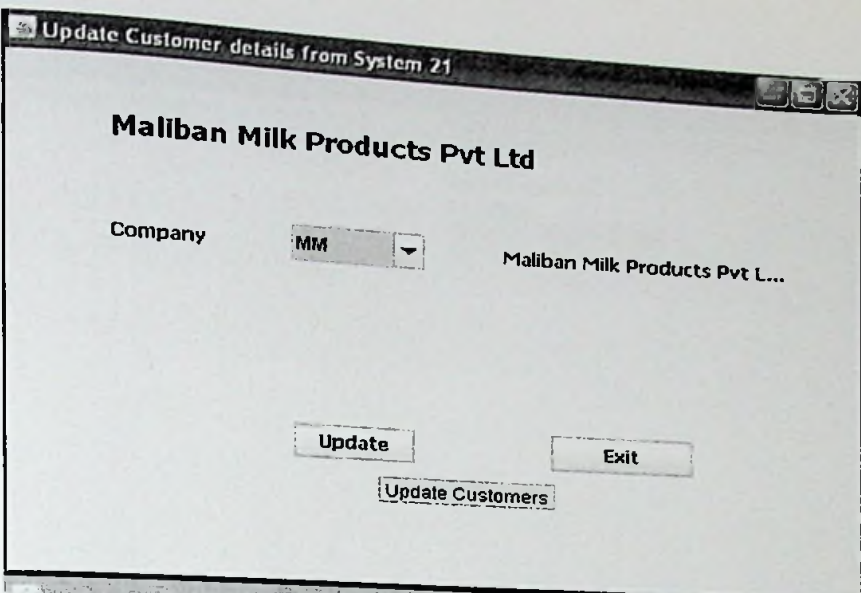 Update Customer details from System 21
Maliban Milk Products Pvt Ltd
Company MM Maliban Milk Products Pvt L...
Update Exit
Update Customers